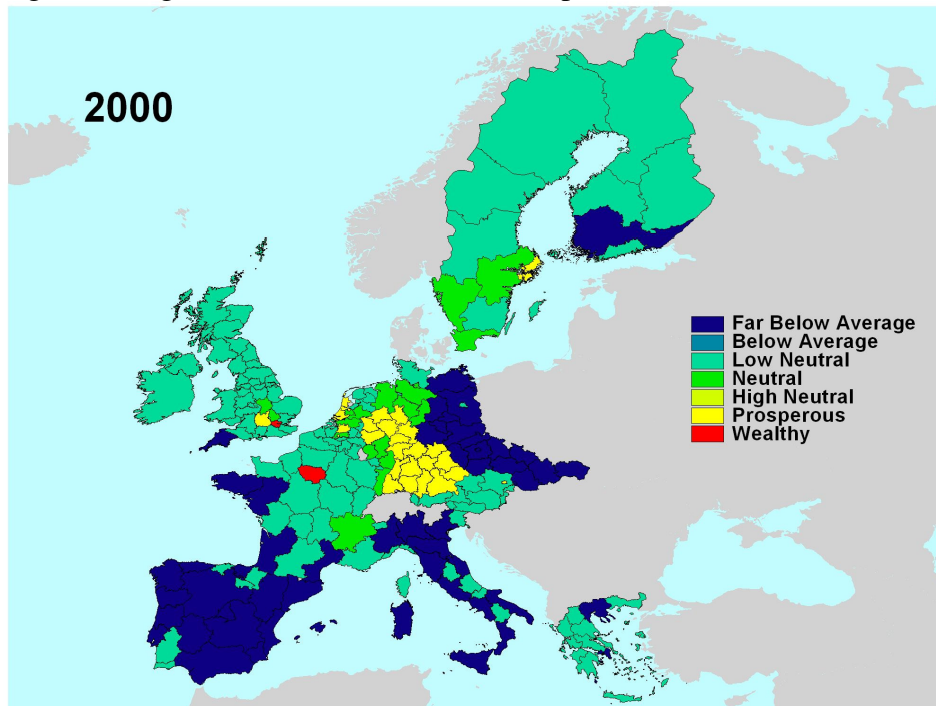 2000
Far Below Average
Below Average
Low Neutral
Neutral
High Neutral
Prosperous
Wealthy